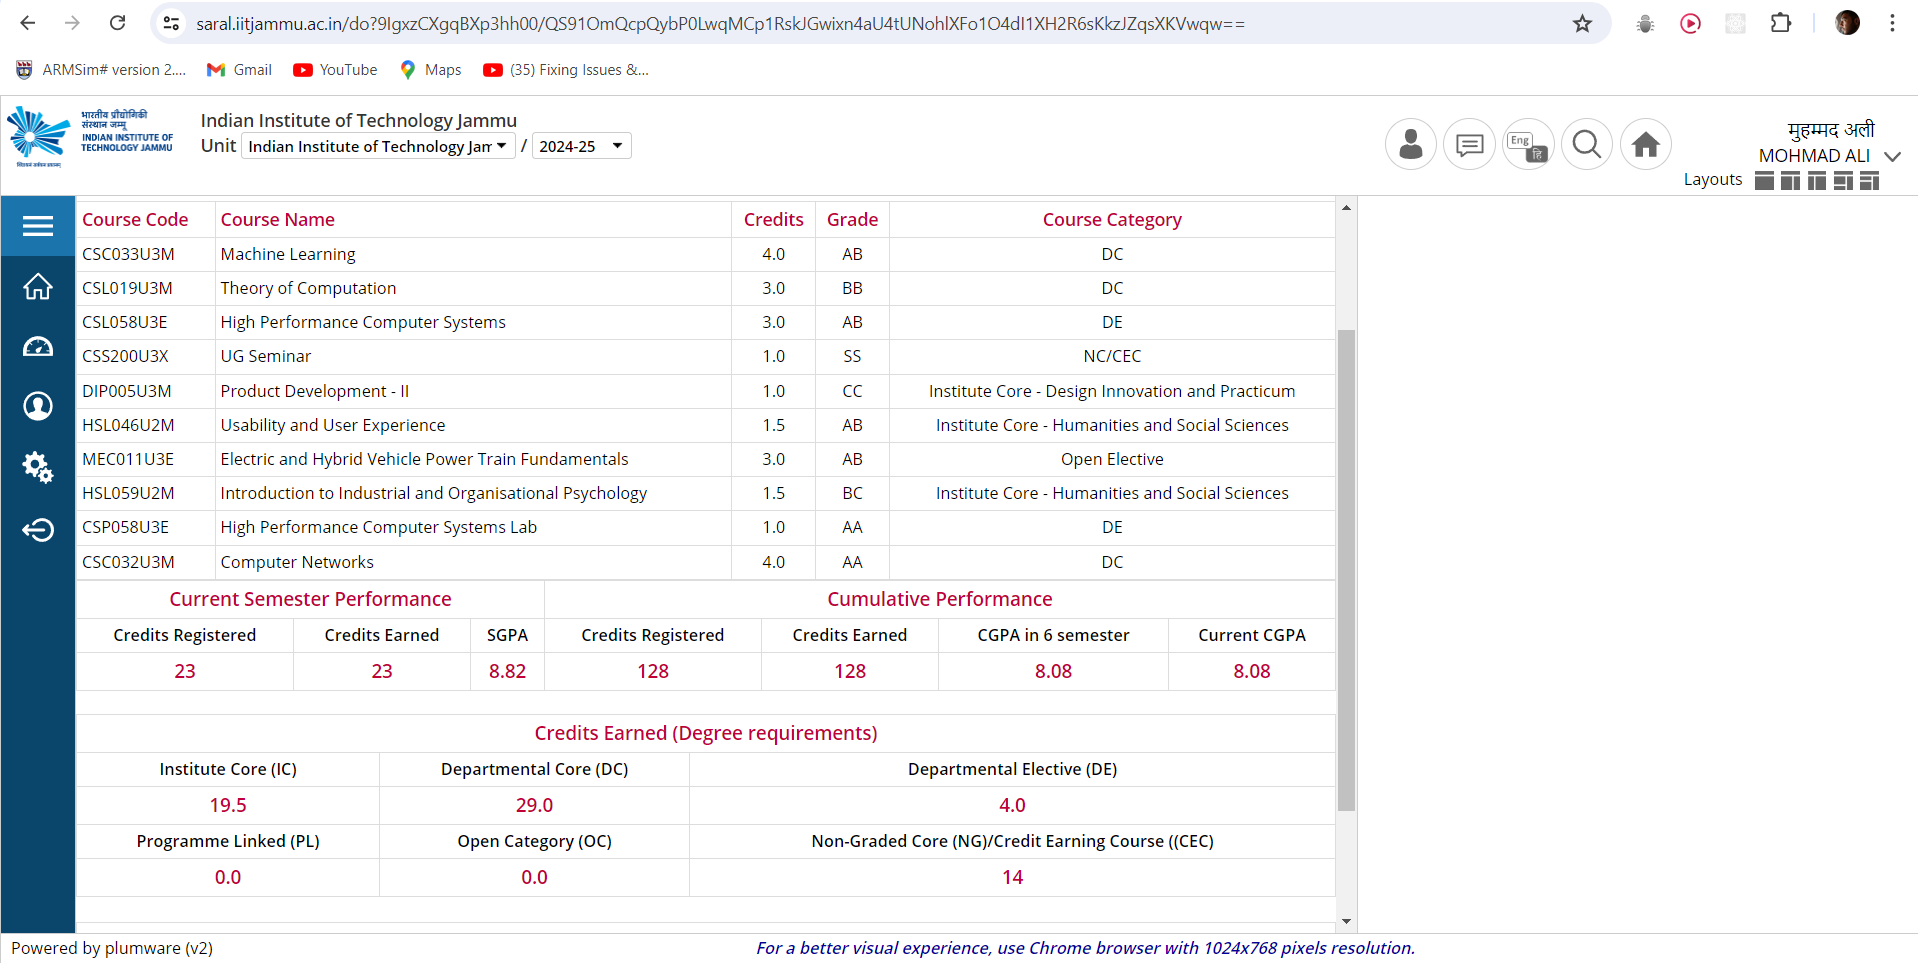 saral.iitjammu.ac.in/do?9IgxzCXgqBXp3hh00/QS91OmQcpQybP0LwqMCp1RskJGwixn4aU4tUNohlXFo1O4dI1XH2R6sKkzJZqsXKVwqw==
ARMSim# version 2.... Gmail YouTube Maps (35) Fixing Issues &...
भारतीय प्रौद्योगिकी
संस्थान जम्मू
INDIAN INSTITUTE OF
TECHNOLOGY JAMMU
Indian Institute of Technology Jammu
Unit Indian Institute of Technology Jam / 2024-25
Eng हि
मुहम्मद अली
MOHMAD ALI
Layouts
Course Code Course Name Credits Grade Course Category
CSC033U3M Machine Learning 4.0 AB DC
CSL019U3M Theory of Computation 3.0 BB DC
CSL058U3E High Performance Computer Systems 3.0 AB DE
CSS200U3X UG Seminar 1.0 SS NC/CEC
DIP005U3M Product Development - II 1.0 CC Institute Core - Design Innovation and Practicum
HSL046U2M Usability and User Experience 1.5 AB Institute Core - Humanities and Social Sciences
MEC011U3E Electric and Hybrid Vehicle Power Train Fundamentals 3.0 AB Open Elective
HSL059U2M Introduction to Industrial and Organisational Psychology 1.5 BC Institute Core - Humanities and Social Sciences
CSP058U3E High Performance Computer Systems Lab 1.0 AA DE
CSC032U3M Computer Networks 4.0 AA DC
Current Semester Performance Cumulative Performance
Credits Registered Credits Earned SGPA Credits Registered Credits Earned CGPA in 6 semester Current CGPA
23 23 8.82 128 128 8.08 8.08
Credits Earned (Degree requirements)
Institute Core (IC) Departmental Core (DC) Departmental Elective (DE)
19.5 29.0 4.0
Programme Linked (PL) Open Category (OC) Non-Graded Core (NG)/Credit Earning Course ((CEC)
0.0 0.0 14
Powered by plumware (v2) For a better visual experience, use Chrome browser with 1024x768 pixels resolution.